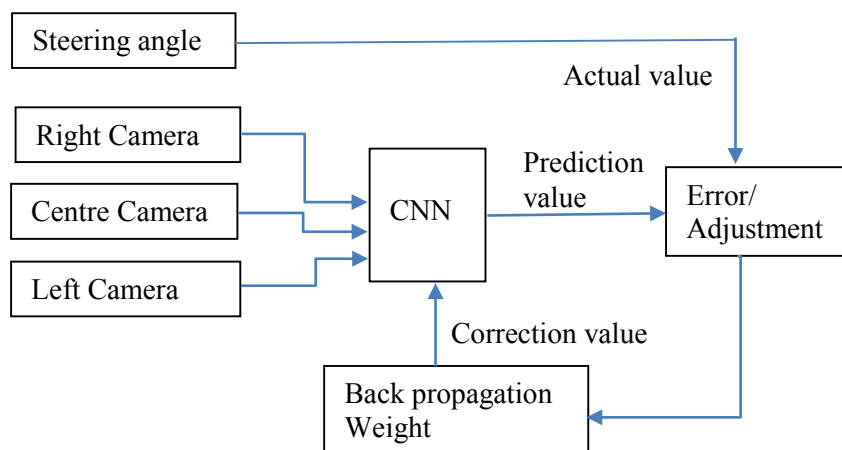 Steering angle
Actual value
Right Camera
Centre Camera
Left Camera
CNN
Prediction
value
Error/
Adjustment
Correction value
Back propagation
Weight